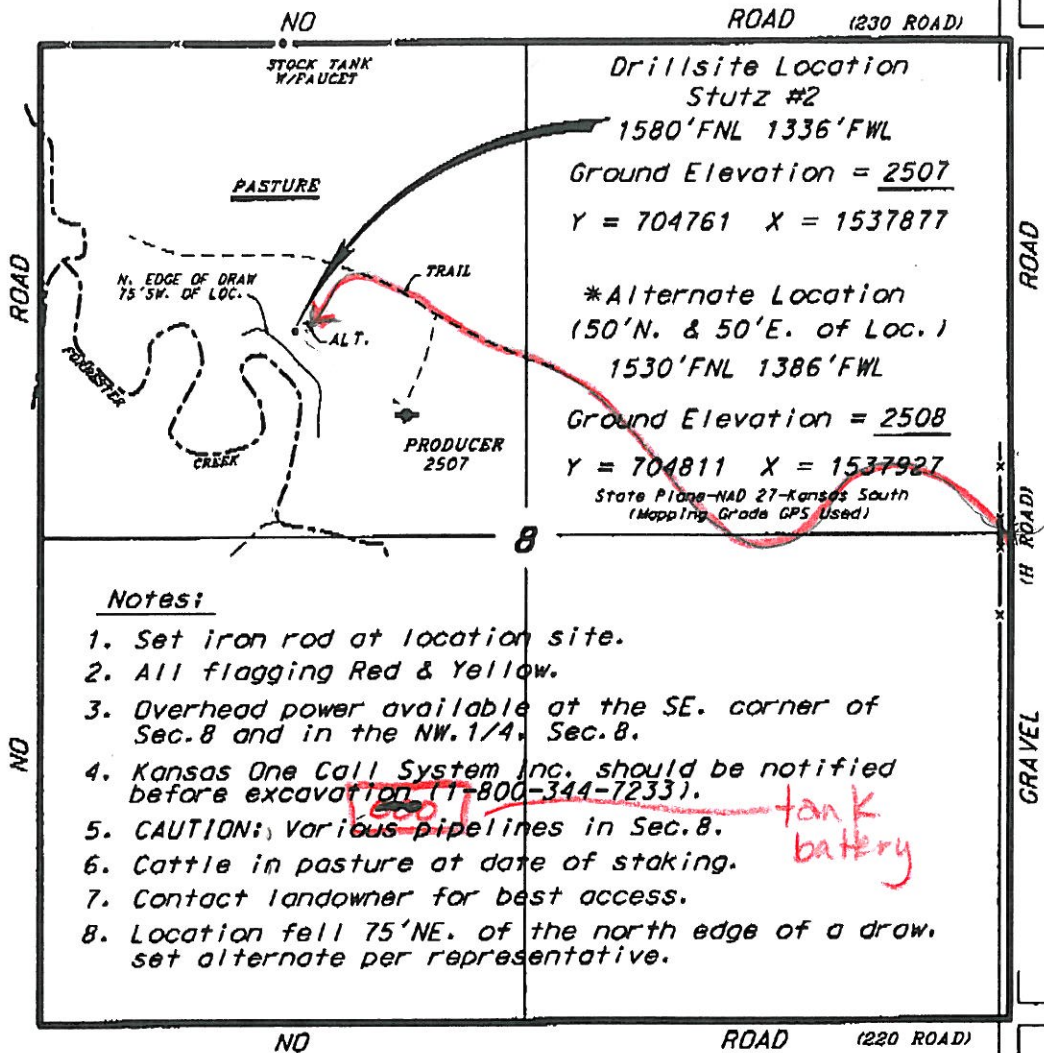 NO ROAD (230 ROAD)
STOCK TANK
W/FAUCET
Drillsite Location
Stutz #2
1580'FNL 1336'FWL
Ground Elevation = 2507
Y = 704761 X = 1537877
PASTURE
ROAD
ROAD
N. EDGE OF DRAW
75'SW. OF LOC.
TRAIL
ALT.
*Alternate Location
(50'N. & 50'E. of Loc.)
1530'FNL 1386'FWL
Ground Elevation = 2508
Y = 704811 X = 1537927
State Plane-NAD 27-Kansas South
(Mapping Grade GPS Used)
CREEK
PRODUCER
2507
8
(H ROAD)
Notes:
1. Set iron rod at location site.
2. All flagging Red & Yellow.
3. Overhead power available at the SE. corner of
Sec.8 and in the NW.1/4, Sec.8.
4. Kansas One Call System Inc. should be notified
before excavation (1-800-344-7233).
5. CAUTION: Various pipelines in Sec.8.
6. Cattle in pasture at date of staking.
7. Contact landowner for best access.
8. Location fell 75'NE. of the north edge of a draw,
set alternate per representative.
tank
battery
NO
GRAVEL
NO ROAD (220 ROAD)